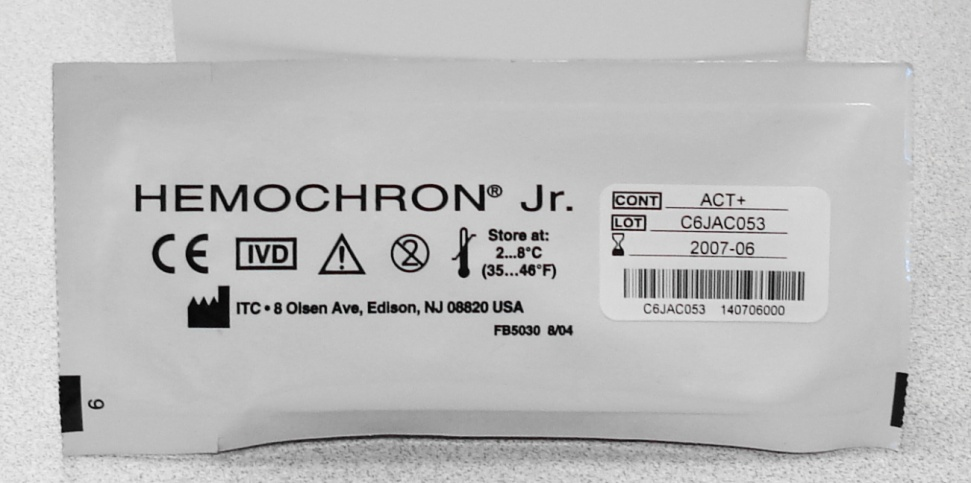 HEMOCHRON® Jr.
CE IVD Store at:
2...8°C
(35...46°F)
ITC • 8 Olsen Ave, Edison, NJ 08820 USA
FB5030 8/04
CONT ACT+
LOT C6JAC053
2007-06
C6JAC053 140706000
9